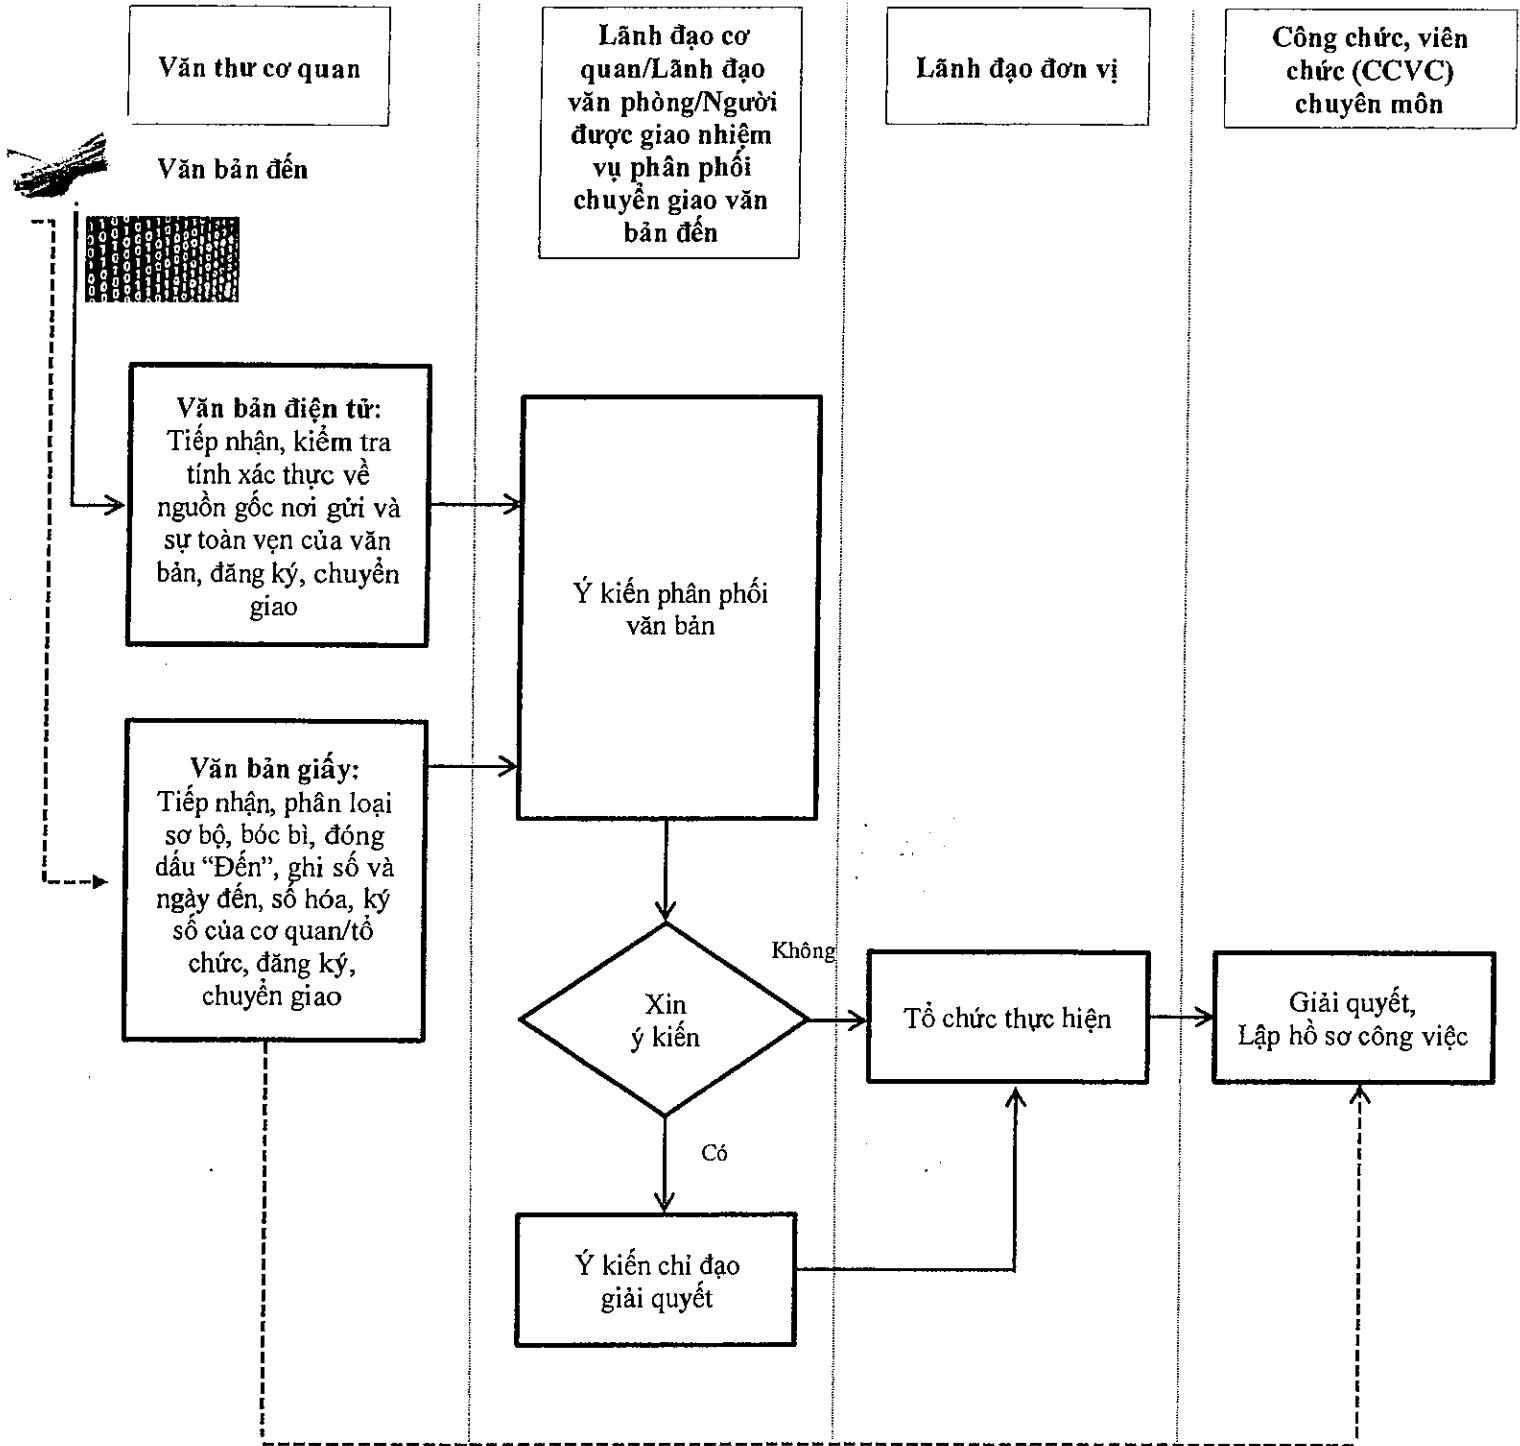 Văn thư cơ quan
Lãnh đạo cơ
quan/Lãnh đạo
văn phòng/Người
được giao nhiệm
vụ phân phối
chuyển giao văn
bản đến
Lãnh đạo đơn vị
Công chức, viên
chức (CCVC)
chuyên môn
Văn bản đến
Văn bản điện tử:
Tiếp nhận, kiểm tra
tính xác thực về
nguồn gốc nơi gửi và
sự toàn vẹn của văn
bản, đăng ký, chuyển
giao
Ý kiến phân phối
văn bản
Văn bản giấy:
Tiếp nhận, phân loại
sơ bộ, bóc bì, đóng
dấu “Đến”, ghi số và
ngày đến, số hóa, ký
số của cơ quan/tổ
chức, đăng ký,
chuyển giao
Không
Xin
ý kiến
Tổ chức thực hiện
Giải quyết,
Lập hồ sơ công việc
Có
Ý kiến chỉ đạo
giải quyết